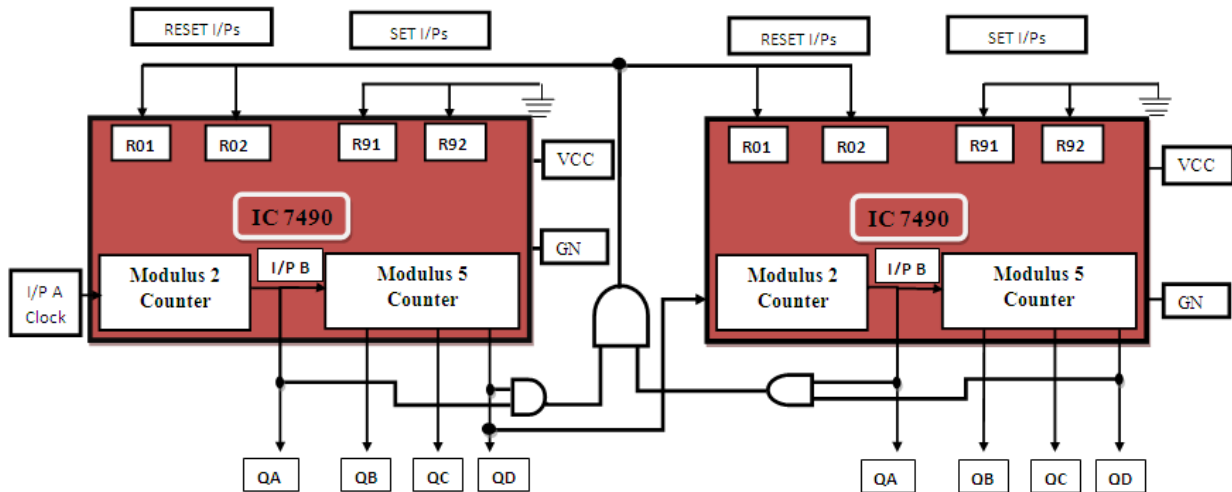 RESET I/Ps
SET I/Ps
RESET I/Ps
SET I/Ps
R01
R02
R91
R92
VCC
IC 7490
GN
I/P A
Clock
Modulus 2
Counter
I/P B
Modulus 5
Counter
R01
R02
R91
R92
VCC
IC 7490
GN
Modulus 2
Counter
I/P B
Modulus 5
Counter
QA
QB
QC
QD
QA
QB
QC
QD